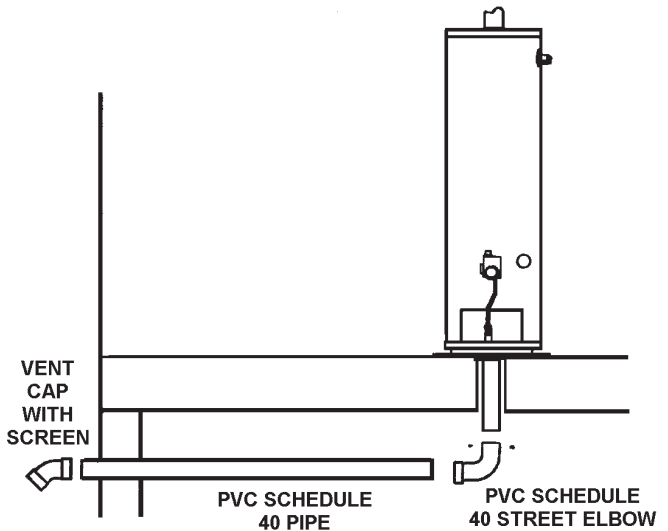 VENT
CAP
WITH
SCREEN
PVC SCHEDULE
40 PIPE
PVC SCHEDULE
40 STREET ELBOW